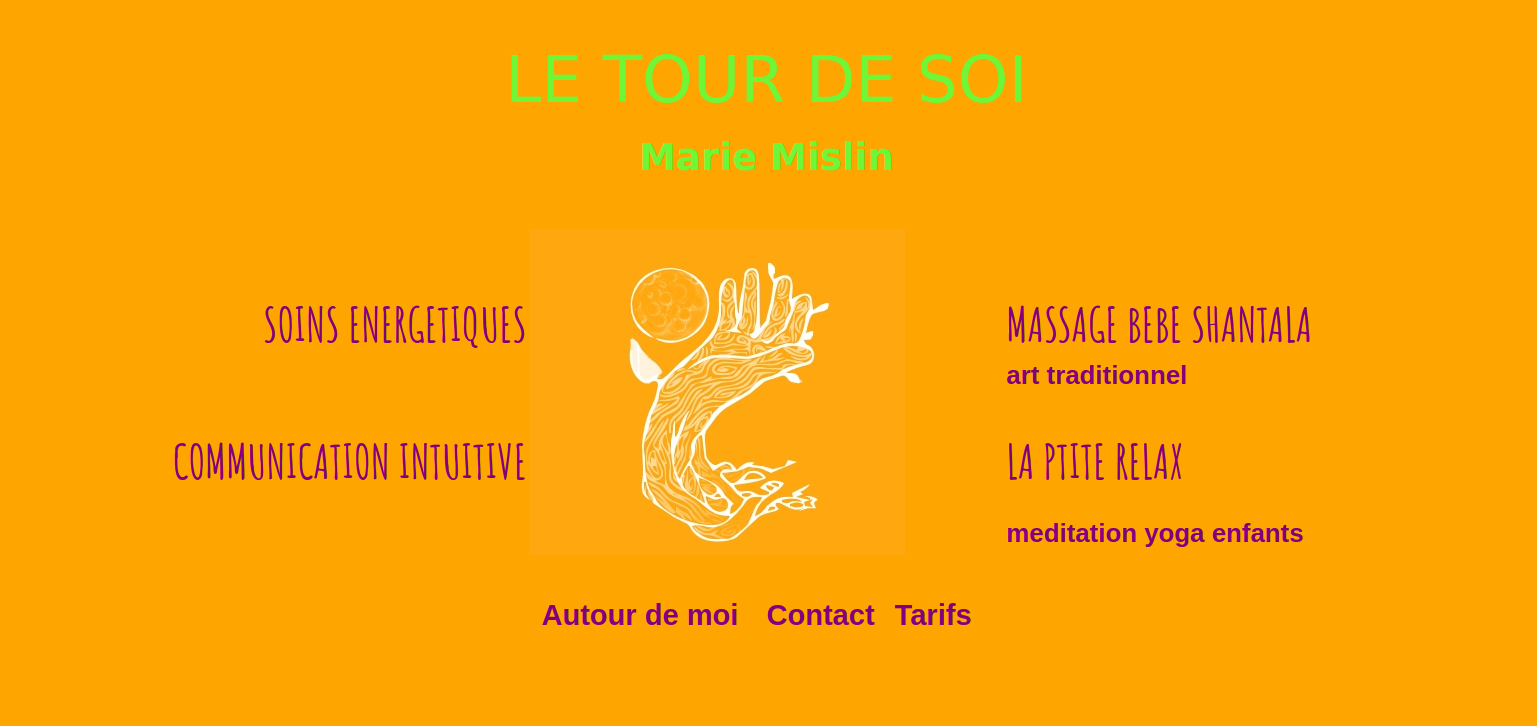 LE TOUR DE SOI
Marie Mislin
SOINS ENERGETIQUES
COMMUNICATION INTUITIVE
MASSAGE BEBE SHANTALA
art traditionnel
LA PTITE RELAX
meditation yoga enfants
Autour de moi Contact Tarifs